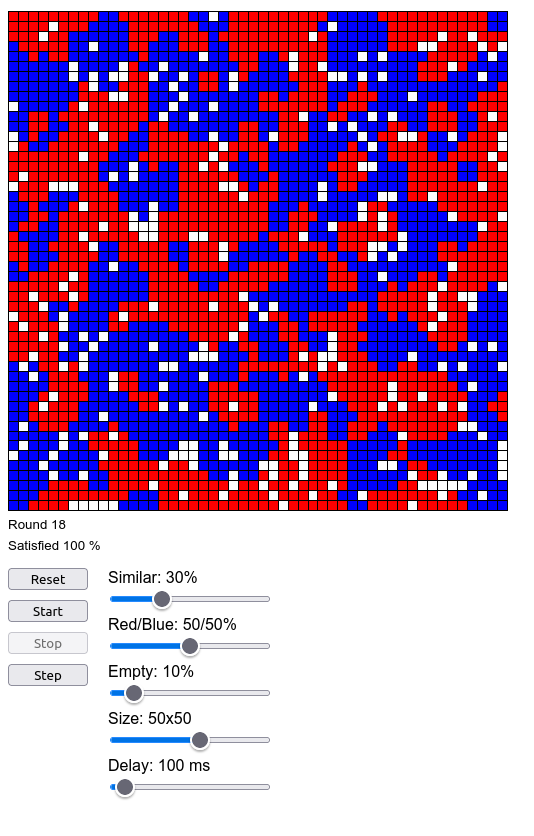 Round 18
Satisfied 100 %
Reset
Start
Stop
Step
Similar: 30%
Red/Blue: 50/50%
Empty: 10%
Size: 50x50
Delay: 100 ms